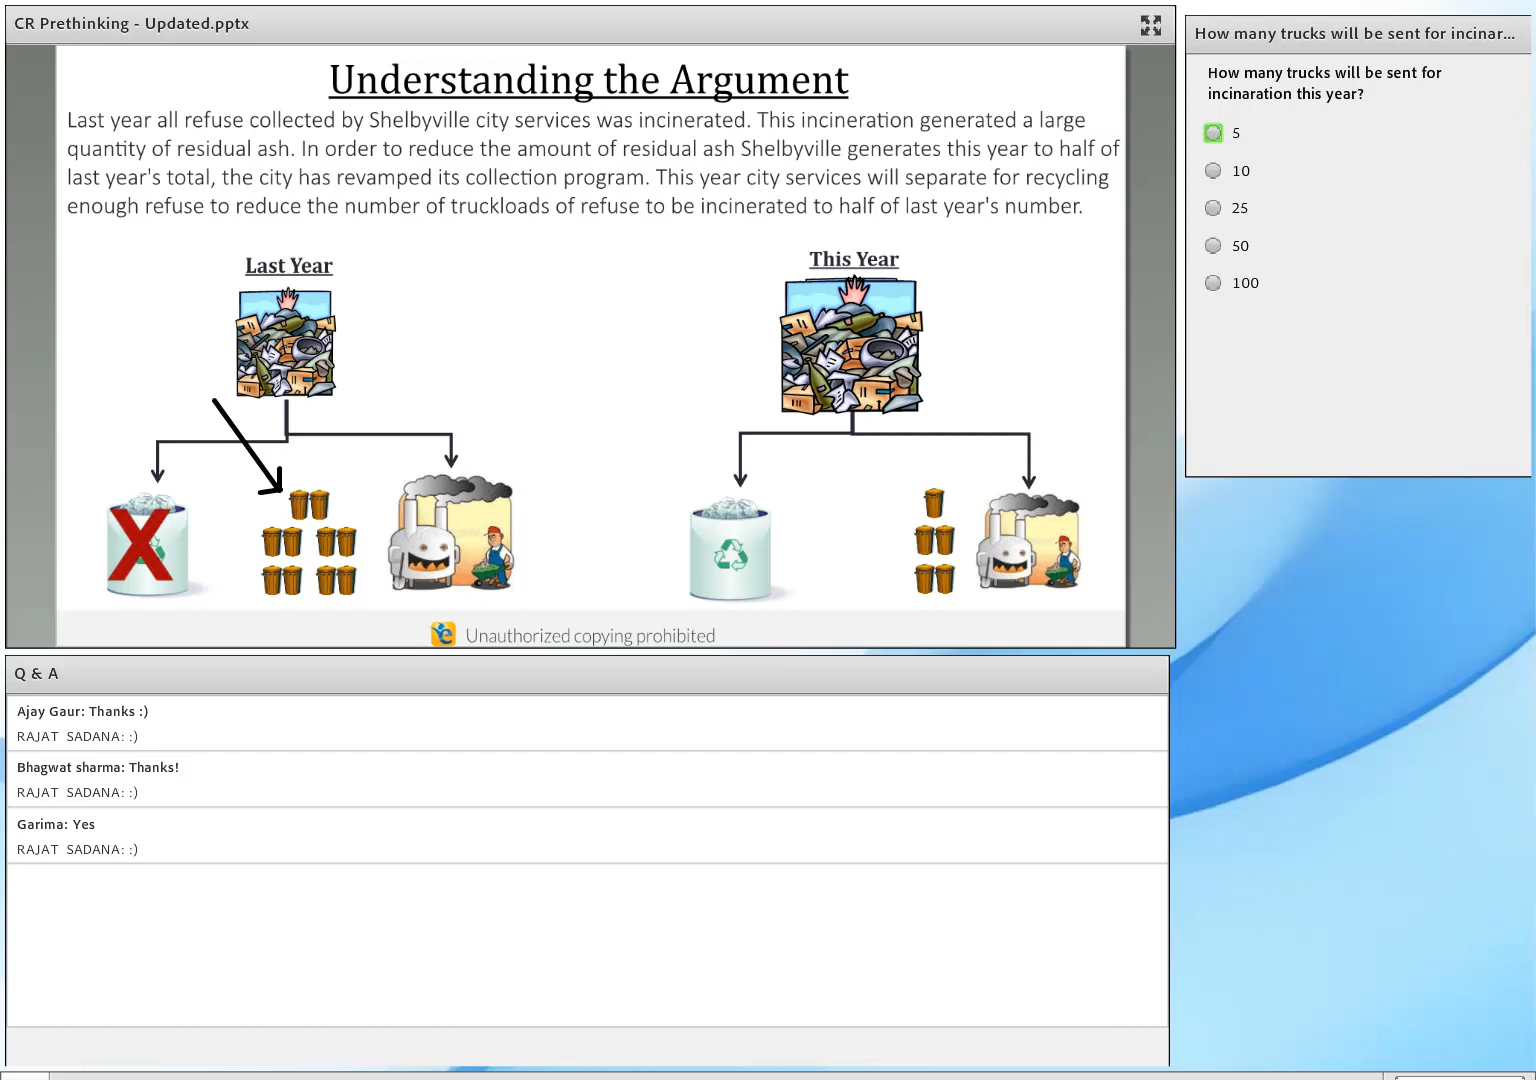 CR Prethinking - Updated.pptx
Understanding the Argument
Last year all refuse collected by Shelbyville city services was incinerated. This incineration generated a large
quantity of residual ash. In order to reduce the amount of residual ash Shelbyville generates this year to half of
last year's total, the city has revamped its collection program. This year city services will separate for recycling
enough refuse to reduce the number of truckloads of refuse to be incinerated to half of last year's number.
Last Year
This Year
X
Unauthorized copying prohibited
How many trucks will be sent for incinar...
How many trucks will be sent for
incinaration this year?
5
10
25
50
100
Q & A
Ajay Gaur: Thanks :)
RAJAT SADANA: :)
Bhagwat sharma: Thanks!
RAJAT SADANA: :)
Garima: Yes
RAJAT SADANA: :)